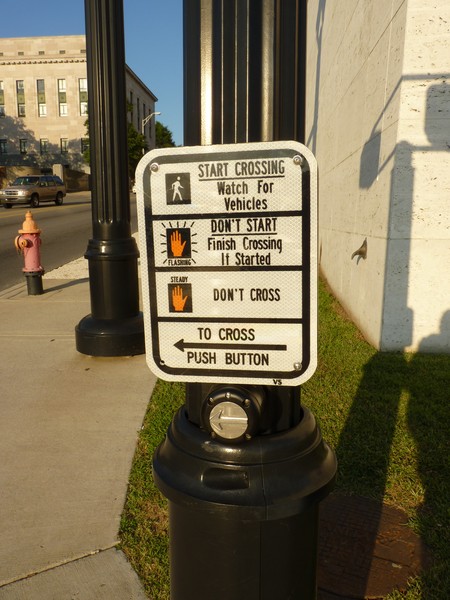 START CROSSING
Watch For
Vehicles
FLASHING
DON'T START
Finish Crossing
If Started
STEADY
DON'T CROSS
TO CROSS
PUSH BUTTON
VS